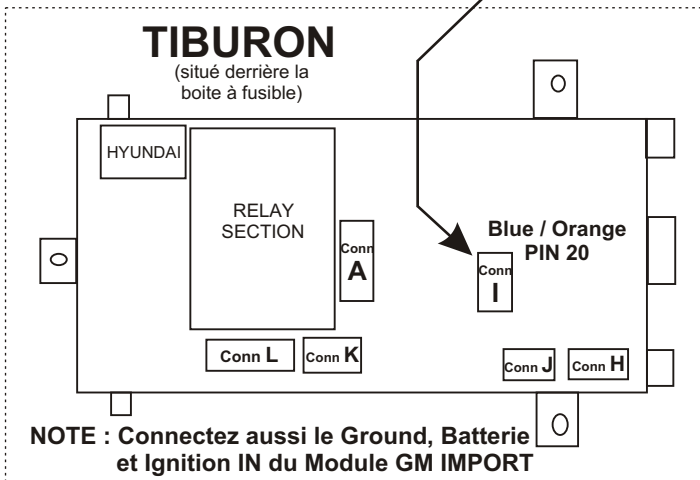 TIBURON
(situé derrière la
boite à fusible)
HYUNDAI
RELAY
SECTION
Conn
A
Blue / Orange
PIN 20
Conn
I
Conn L
Conn K
Conn J
Conn H
NOTE : Connectez aussi le Ground, Batterie
et Ignition IN du Module GM IMPORT